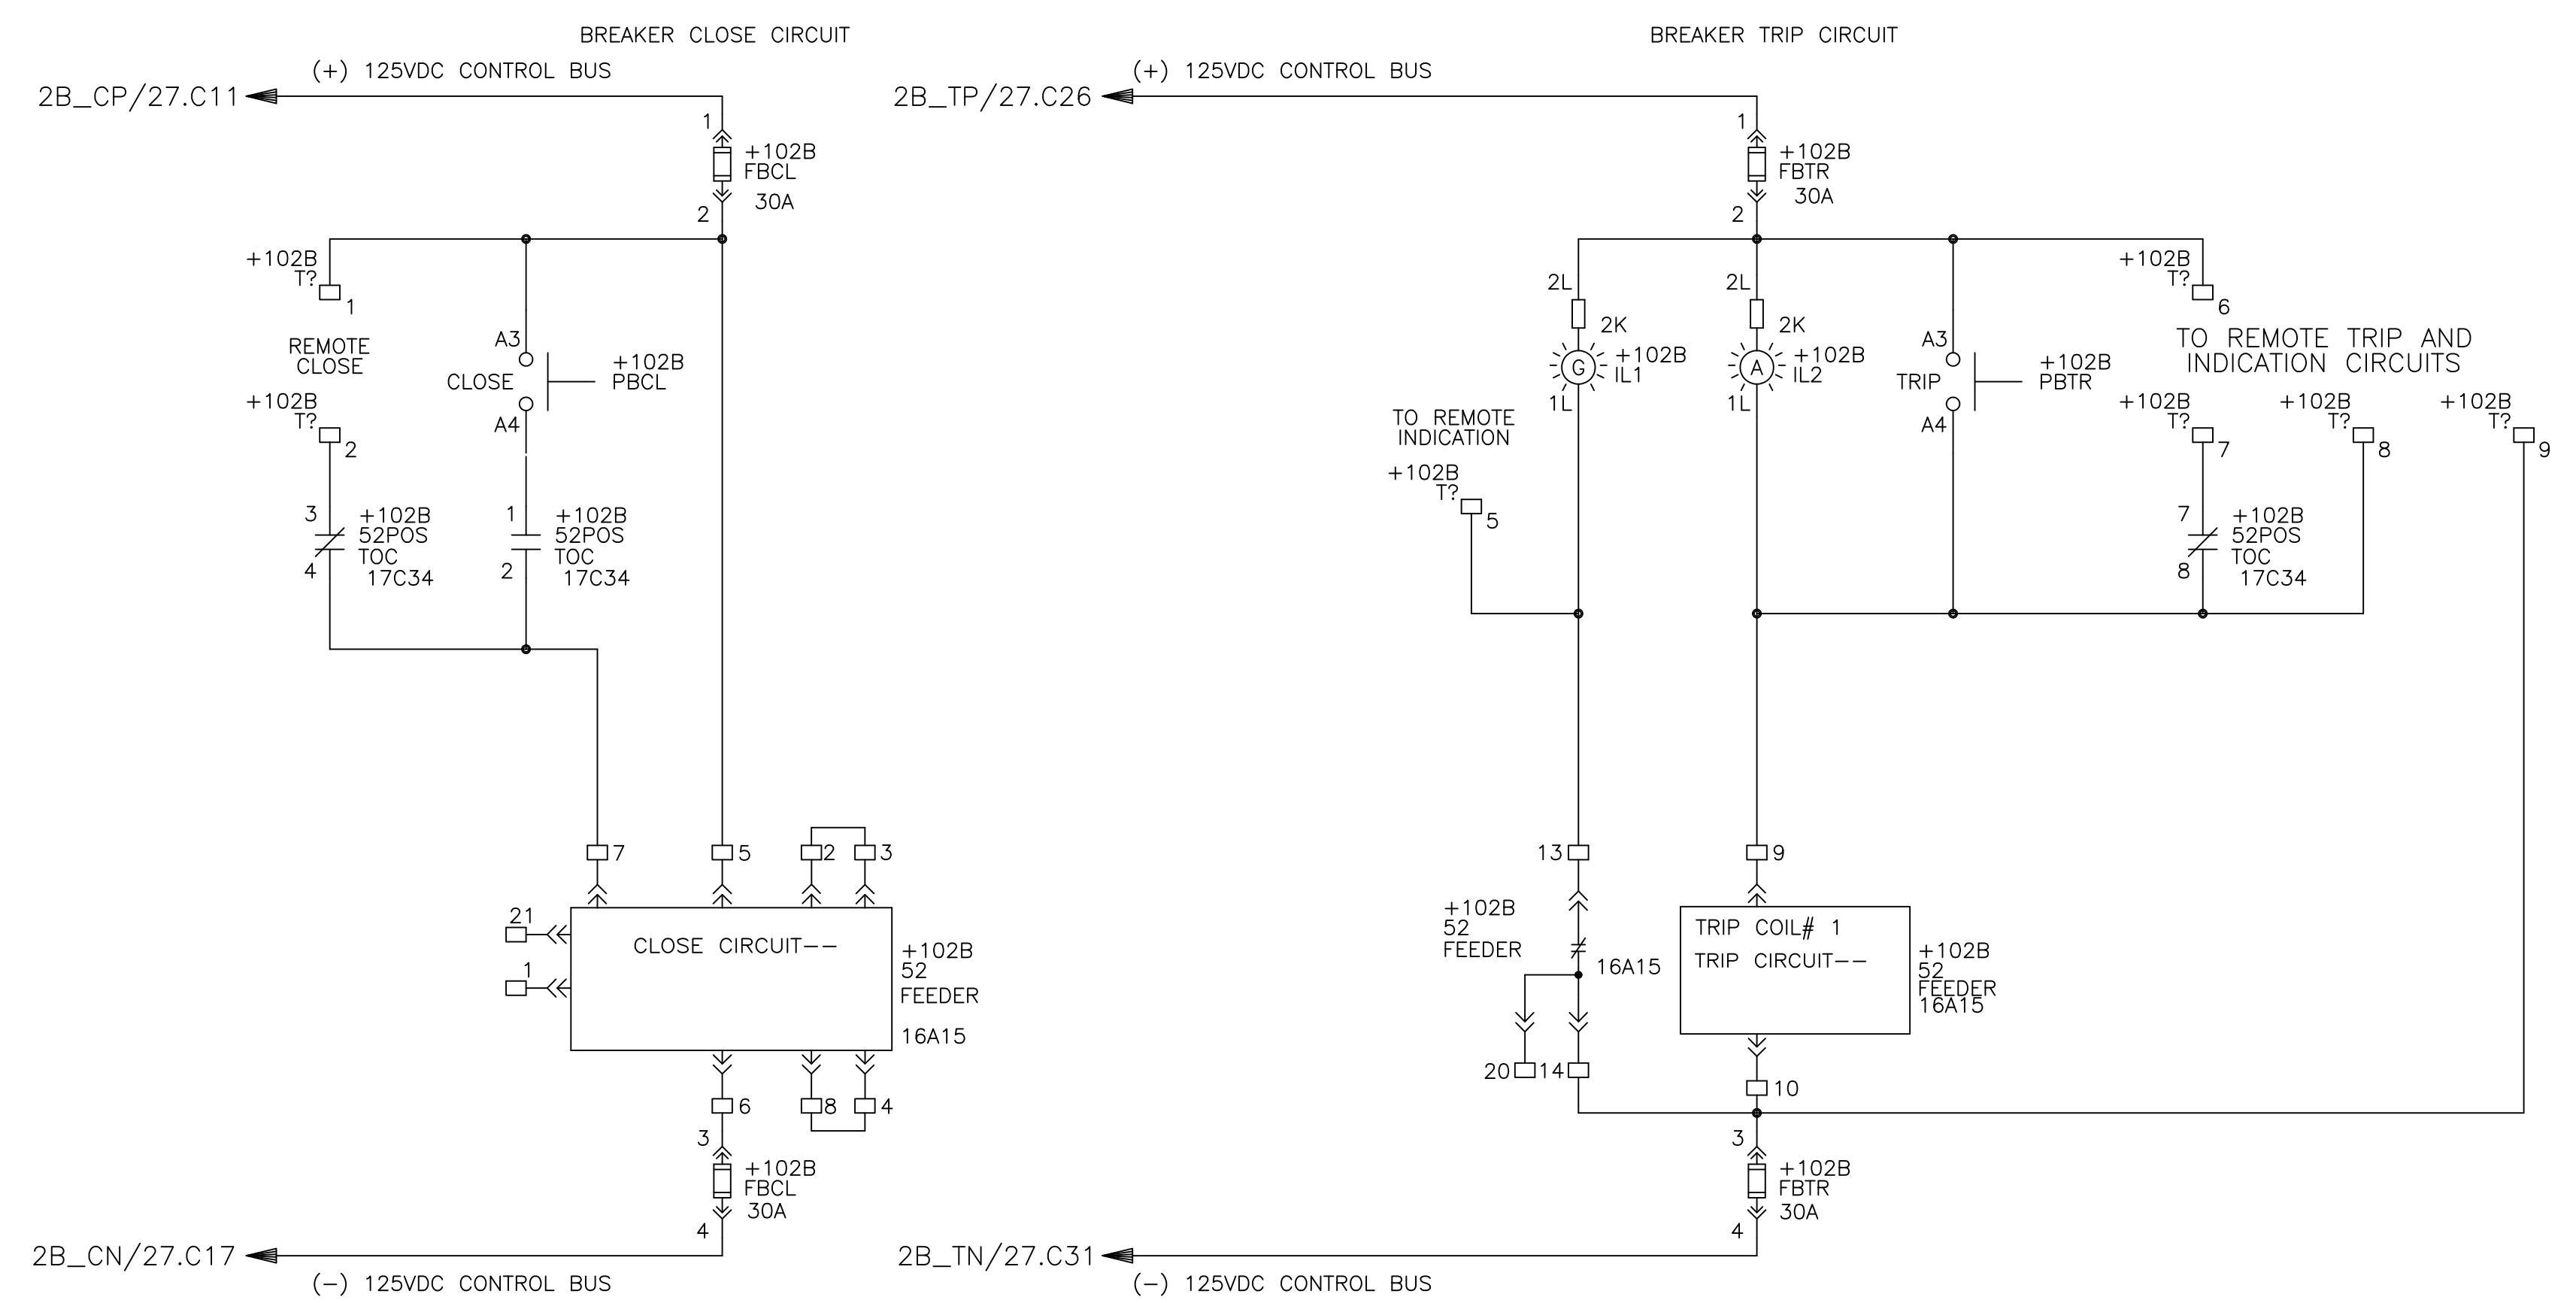 BREAKER CLOSE CIRCUIT
(+) 125VDC CONTROL BUS
2B_CP/27.C11
1
+102B
FBCL
30A
2
+102B
T?
1
REMOTE
CLOSE
A3
CLOSE
+102B
PBCL
A4
+102B
T?
2
3
+102B
52POS
TOC
17C34
4
1
+102B
52POS
TOC
17C34
2
7
5
2
3
21
1
CLOSE CIRCUIT--
+102B
52
FEEDER
16A15
6
8
4
3
+102B
FBCL
30A
4
2B_CN/27.C17
(-) 125VDC CONTROL BUS
BREAKER TRIP CIRCUIT
(+) 125VDC CONTROL BUS
2B_TP/27.C26
1
+102B
FBTR
30A
2
2L
2K
G
+102B
IL1
1L
2L
2K
A
+102B
IL2
1L
A3
TRIP
+102B
PBTR
A4
+102B
T?
6
TO REMOTE TRIP AND
INDICATION CIRCUITS
+102B
T?
7
+102B
T?
8
+102B
T?
9
TO REMOTE
INDICATION
+102B
T?
5
7
+102B
52POS
TOC
17C34
8
13
9
+102B
52
FEEDER
16A15
20
14
TRIP COIL# 1
TRIP CIRCUIT--
+102B
52
FEEDER
16A15
10
3
+102B
FBTR
30A
4
2B_TN/27.C31
(-) 125VDC CONTROL BUS